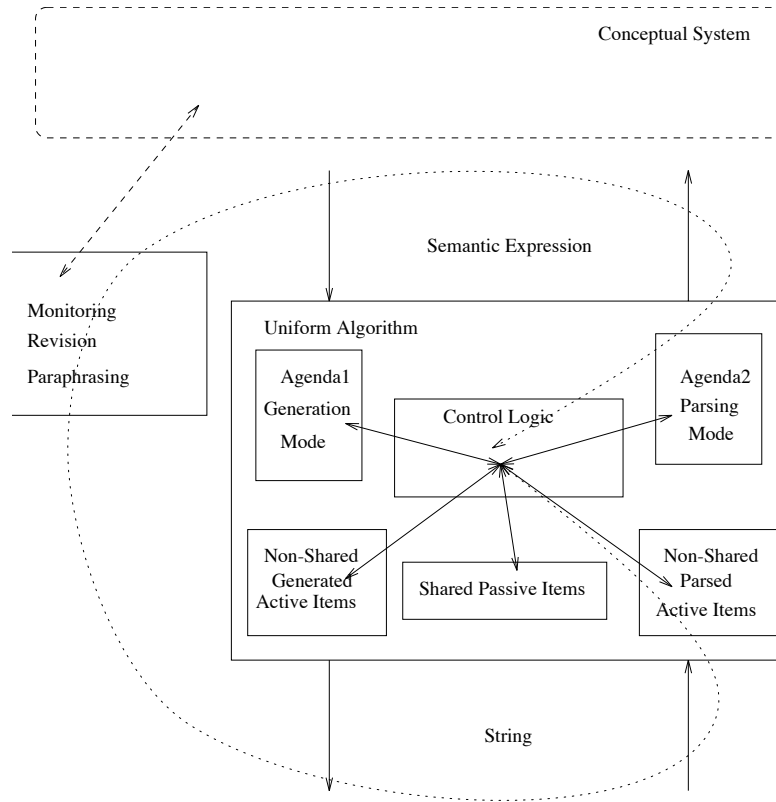 Conceptual System
Semantic Expression
Monitoring
Revision
Paraphrasing
Uniform Algorithm
Agenda1
Generation
Mode
Control Logic
Agenda2
Parsing
Mode
Non-Shared
Generated
Active Items
Shared Passive Items
Non-Shared
Parsed
Active Items
String